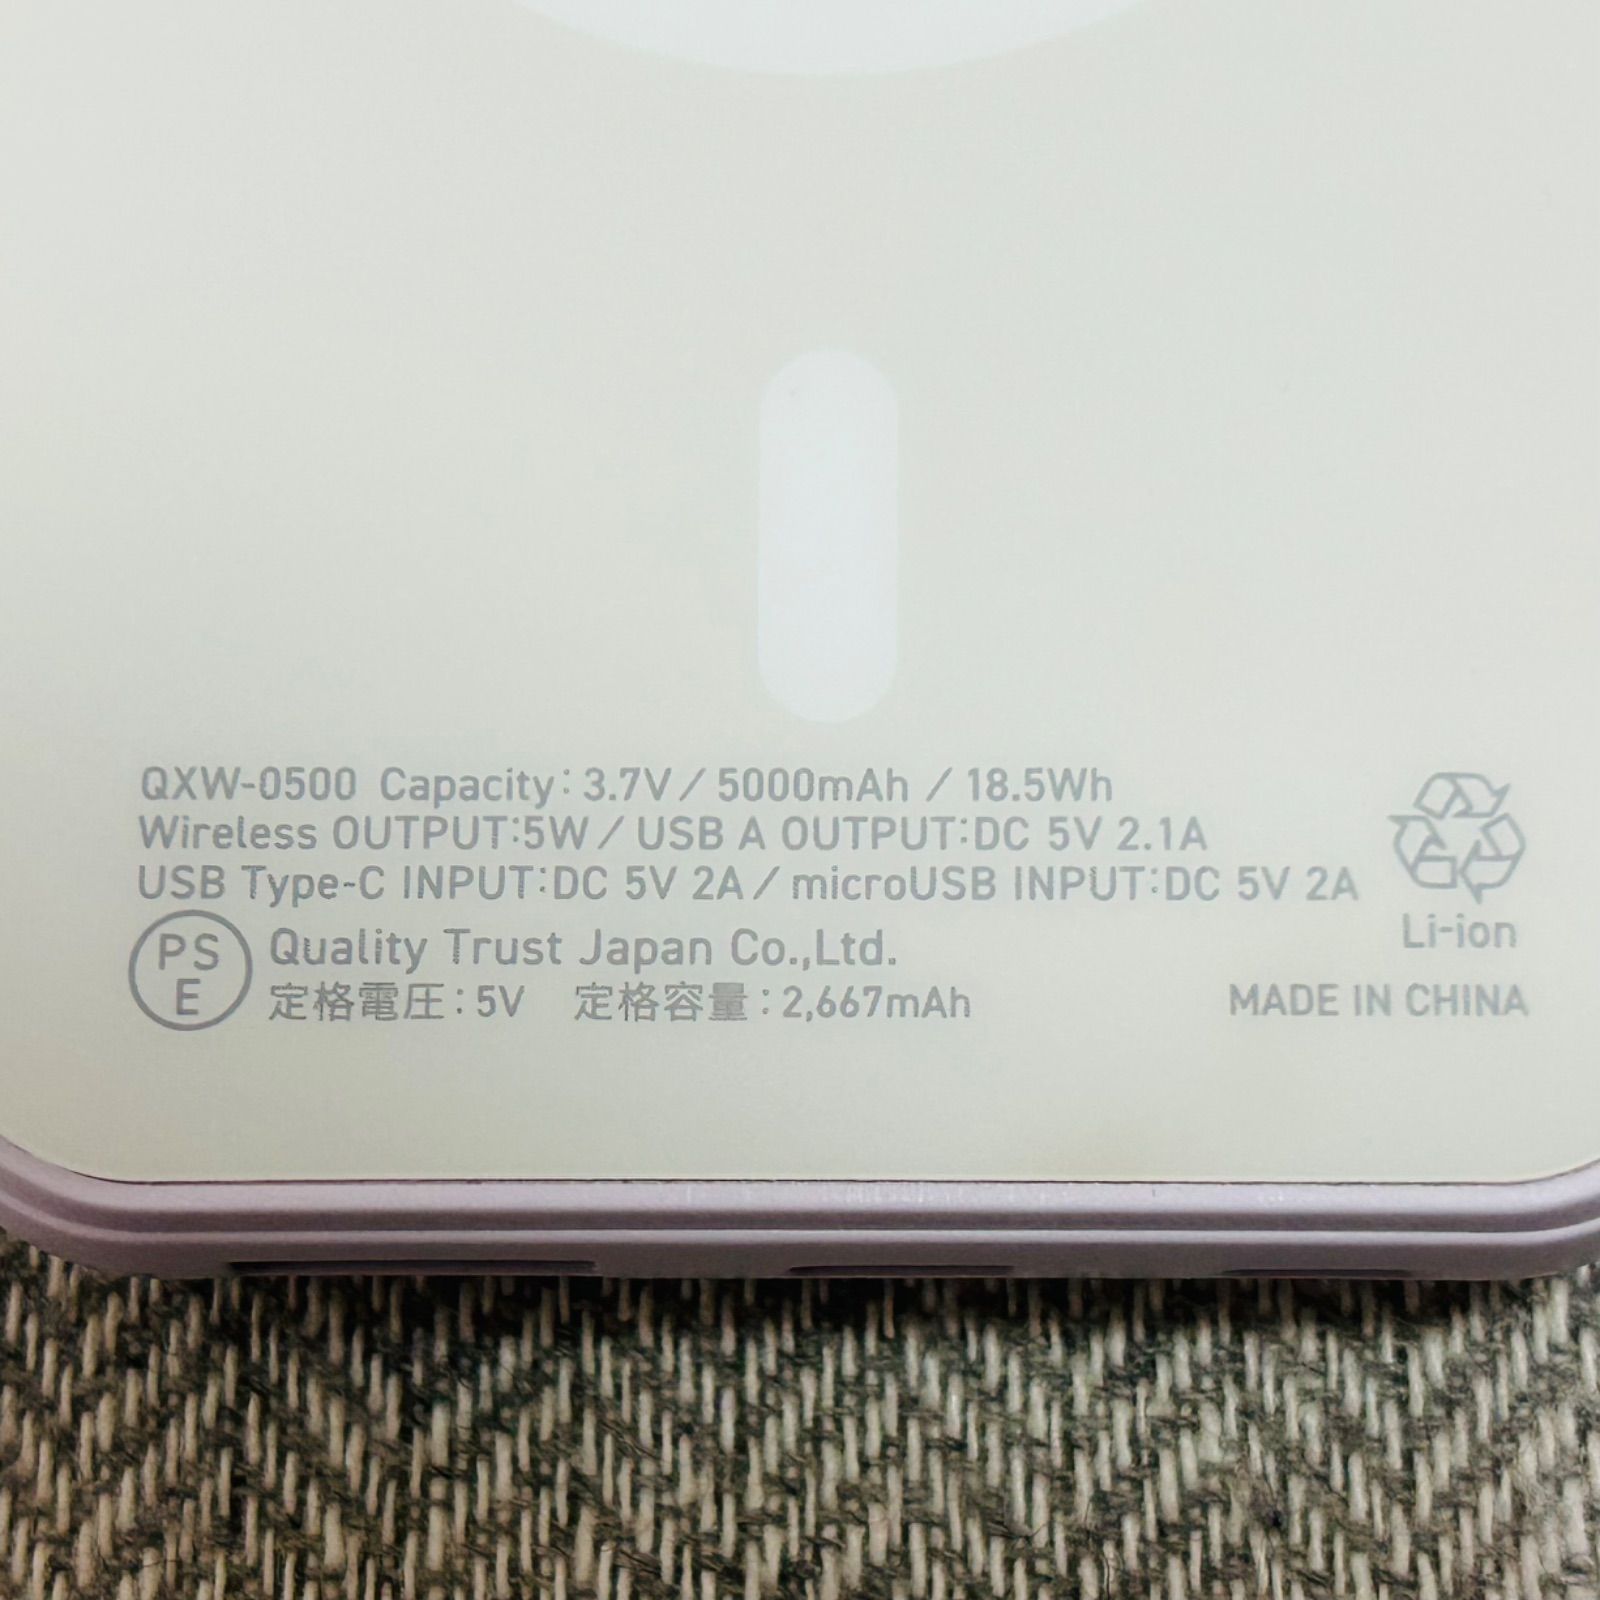 QXW-0500 Capacity:3.7V/5000mAh/18.5Wh
Wireless OUTPUT:5W/USB A OUTPUT:DC 5V 2.1A
USB Type-C INPUT:DC 5V 2A/microUSB INPUT:DC 5V 2A
PS
E
Quality Trust Japan Co.,Ltd.
定格電圧:5V 定格容量:2,667mAh
Li-ion
MADE IN CHINA